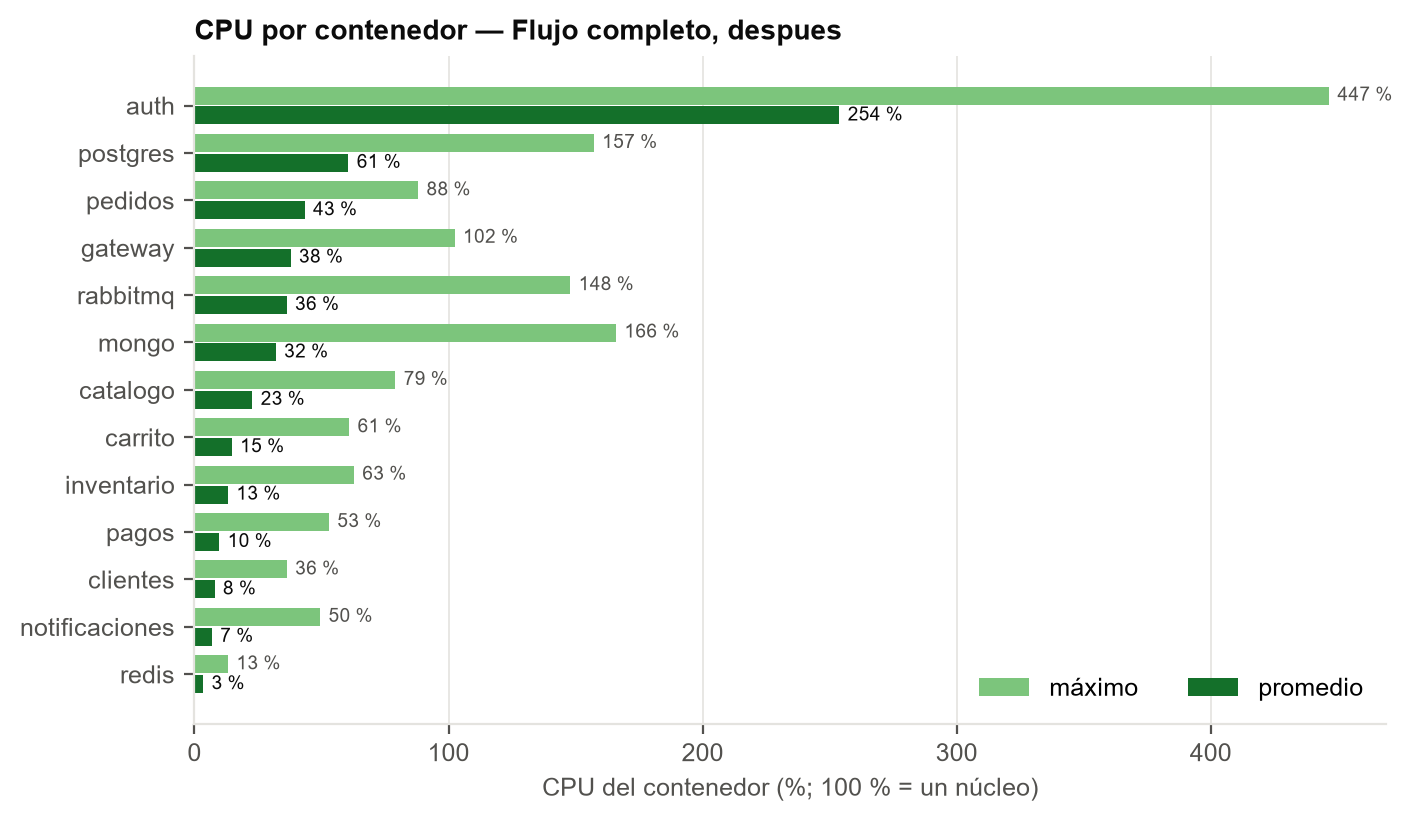 CPU por contenedor — Flujo completo, despues
auth
447 %
254 %
postgres
157 %
61 %
pedidos
88 %
43 %
gateway
102 %
38 %
rabbitmq
148 %
36 %
mongo
166 %
32 %
catalogo
79 %
23 %
carrito
61 %
15 %
inventario
63 %
13 %
pagos
53 %
10 %
clientes
36 %
8 %
notificaciones
50 %
7 %
redis
13 %
3 %
máximo
promedio
0
100
200
300
400
CPU del contenedor (%; 100 % = un núcleo)